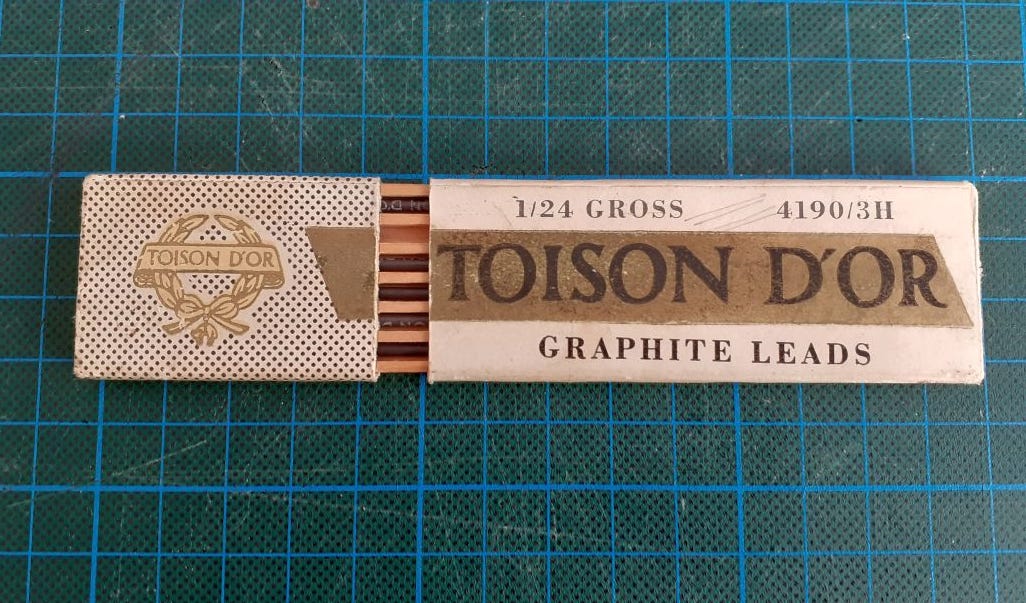 TOISON D'OR
1/24 GROSS 4190/3H
TOISON D'OR
GRAPHITE LEADS